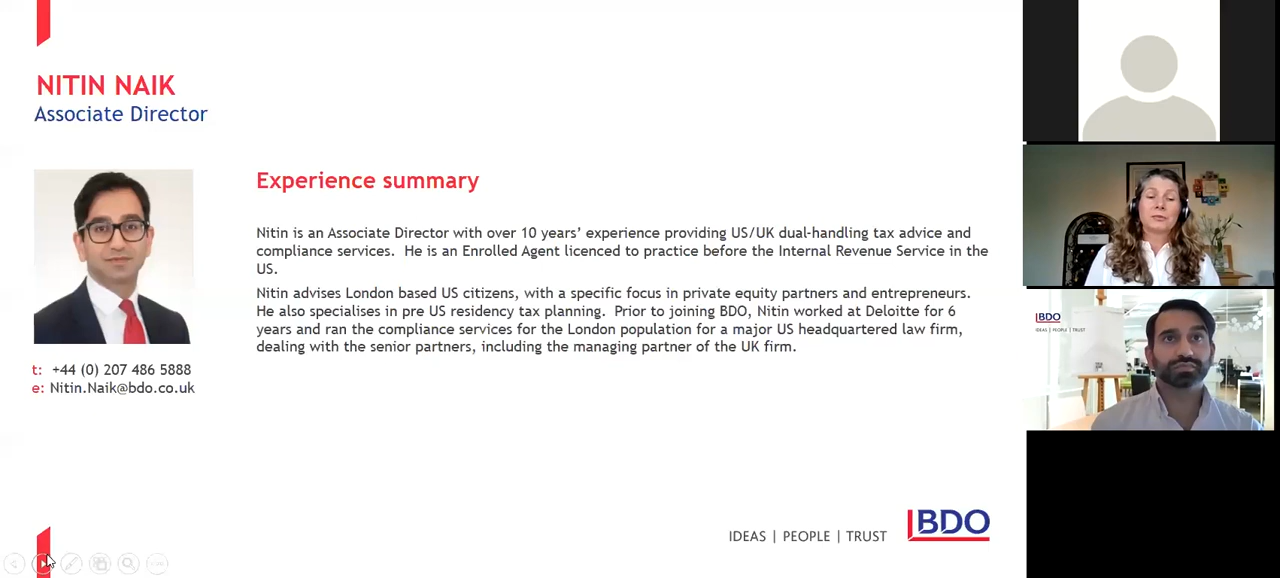 NITIN NAIK
Associate Director
Experience summary
Nitin is an Associate Director with over 10 years’ experience providing US/UK dual-handling tax advice and
compliance services. He is an Enrolled Agent licenced to practice before the Internal Revenue Service in the
US.
Nitin advises London based US citizens, with a specific focus in private equity partners and entrepreneurs.
He also specialises in pre US residency tax planning. Prior to joining BDO, Nitin worked at Deloitte for 6
years and ran the compliance services for the London population for a major US headquartered law firm,
dealing with the senior partners, including the managing partner of the UK firm.
t: +44 (0) 207 486 5888
e: Nitin.Naik@bdo.co.uk
IDEAS | PEOPLE | TRUST
BDO
BDO
IDEAS | PEOPLE | TRUST